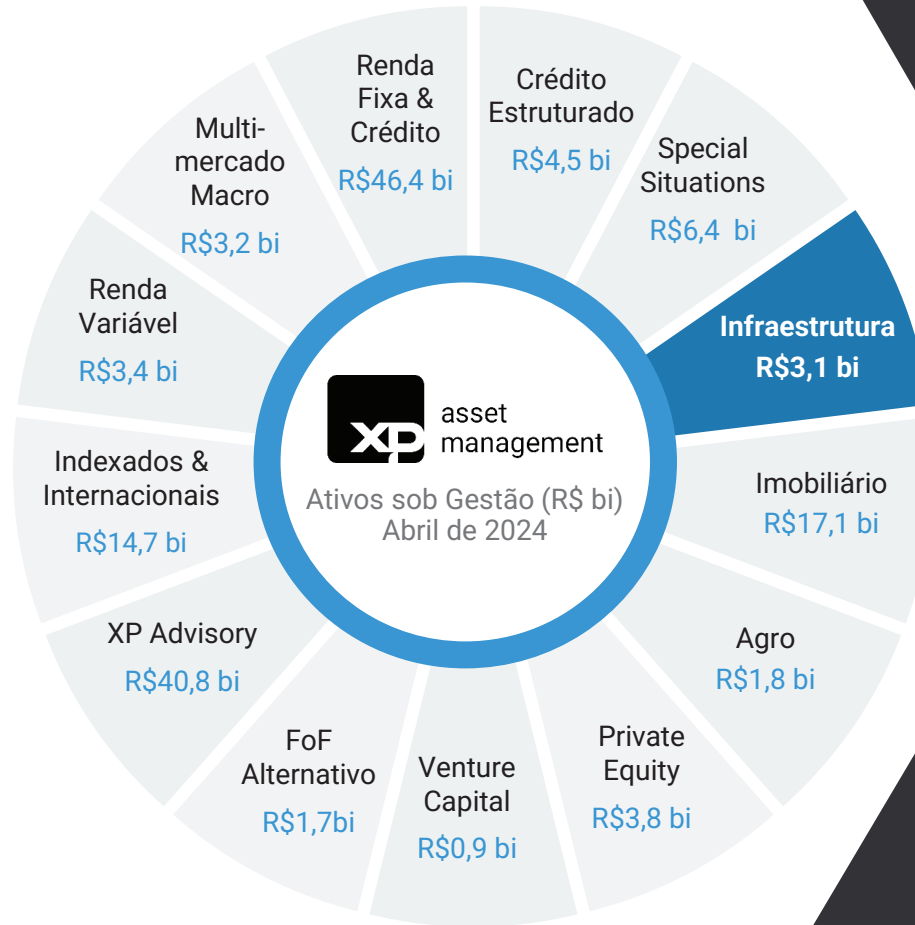 Renda
Fixa &
Crédito
R$46,4 bi
Crédito
Estruturado
R$4,5 bi
Special
Situations
R$6,4 bi
Infraestrutura
R$3,1 bi
Imobiliário
R$17,1 bi
Agro
R$1,8 bi
Private
Equity
R$3,8 bi
Venture
Capital
R$0,9 bi
FoF
Alternativo
R$1,7bi
XP Advisory
R$40,8 bi
Indexados &
Internacionais
R$14,7 bi
Renda
Variável
R$3,4 bi
Multi-
mercado
Macro
R$3,2 bi
XP asset
management
Ativos sob Gestão (R$ bi)
Abril de 2024